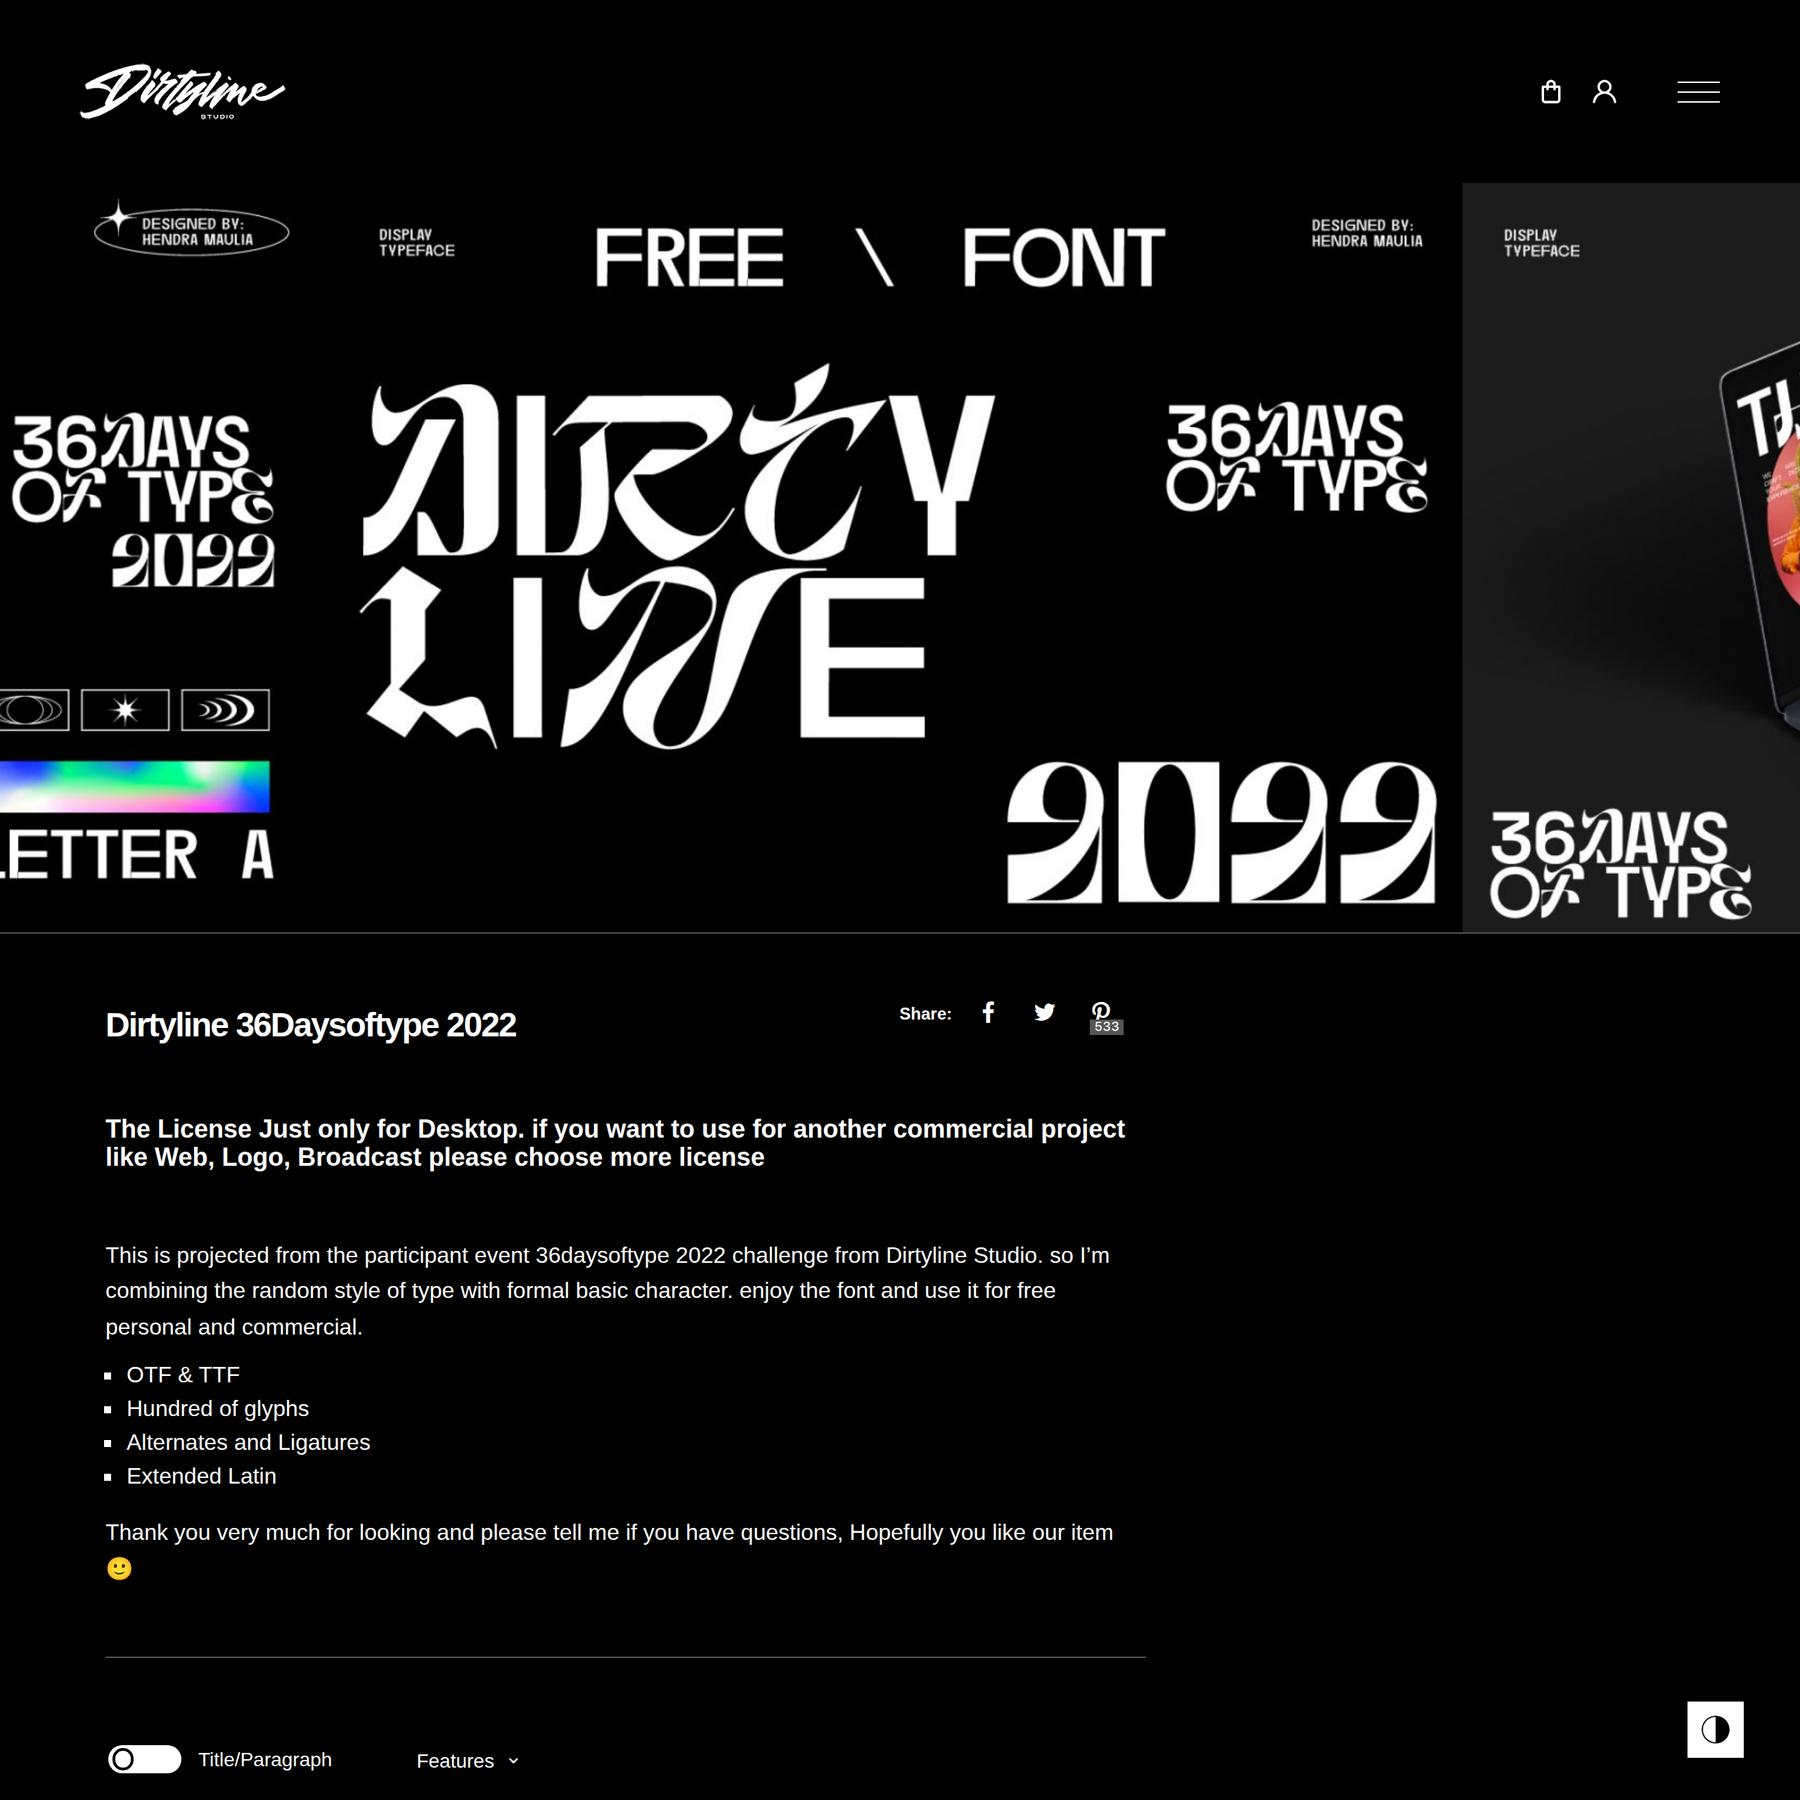 Dirtyline
STUDIO
DESIGNED BY:
HENDRA MAULIA
36DAYS
OF TYPE
2022
LETTER A
DISPLAY
TYPEFACE
FREE \ FONT
DESIGNED BY:
HENDRA MAULIA
DIRTY
LINE
36DAYS
OF TYPE
2022
DISPLAY
TYPEFACE
36DAYS
OF TYPE
Dirtyline 36Daysoftype 2022
Share:
533
The License Just only for Desktop. if you want to use for another commercial project
like Web, Logo, Broadcast please choose more license
This is projected from the participant event 36daysoftype 2022 challenge from Dirtyline Studio. so I’m
combining the random style of type with formal basic character. enjoy the font and use it for free
personal and commercial.
OTF & TTF
Hundred of glyphs
Alternates and Ligatures
Extended Latin
Thank you very much for looking and please tell me if you have questions, Hopefully you like our item
🙂
Title/Paragraph
Features